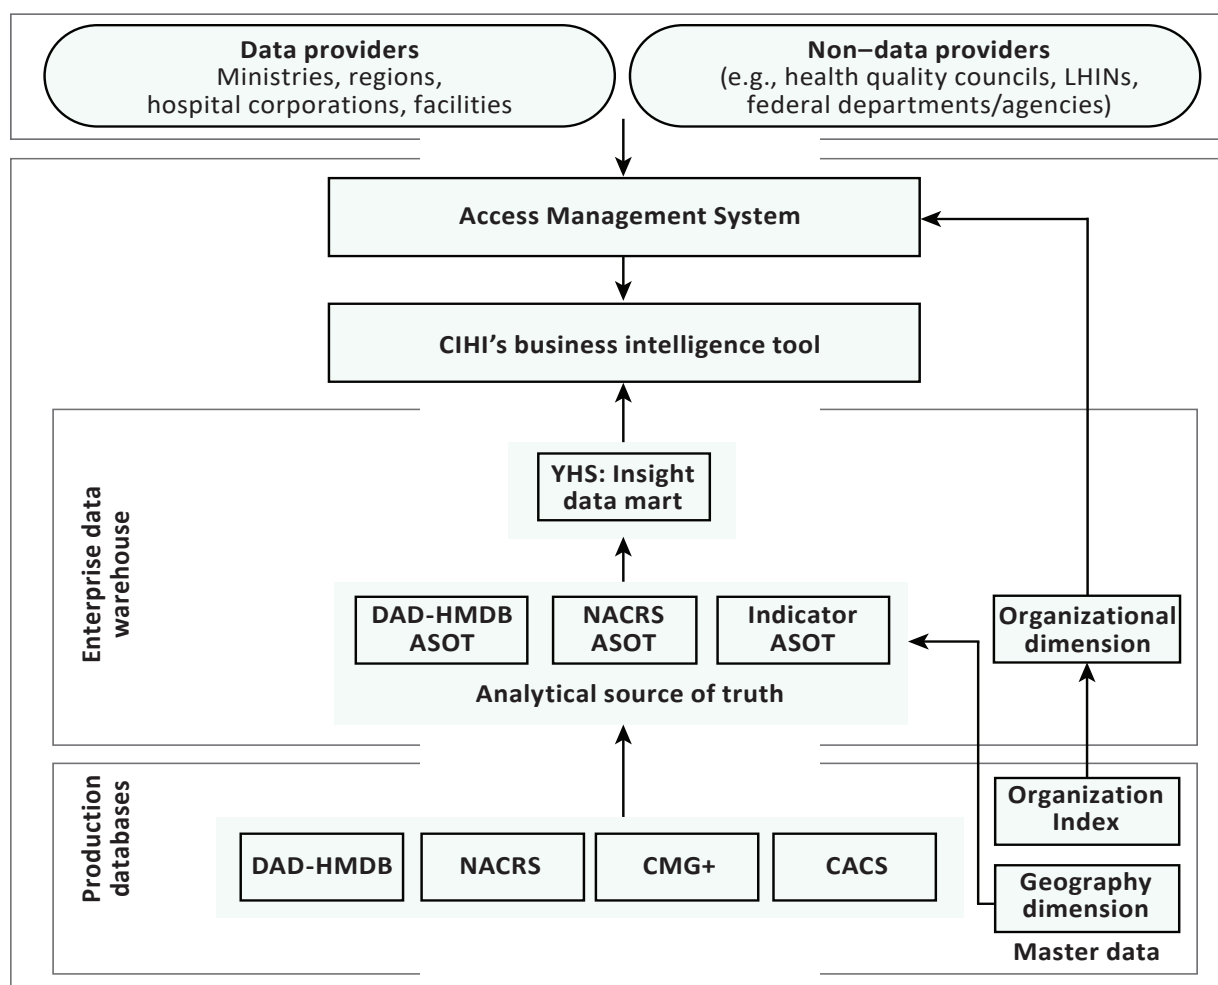 Data providers
Ministries, regions,
hospital corporations, facilities
Non–data providers
(e.g., health quality councils, LHINs,
federal departments/agencies)
Access Management System
CIHI’s business intelligence tool
Enterprise data
warehouse
YHS: Insight
data mart
DAD-HMDB
ASOT
NACRS
ASOT
Indicator
ASOT
Analytical source of truth
Organizational
dimension
Production
databases
DAD-HMDB
NACRS
CMG+
CACS
Organization
Index
Geography
dimension
Master data